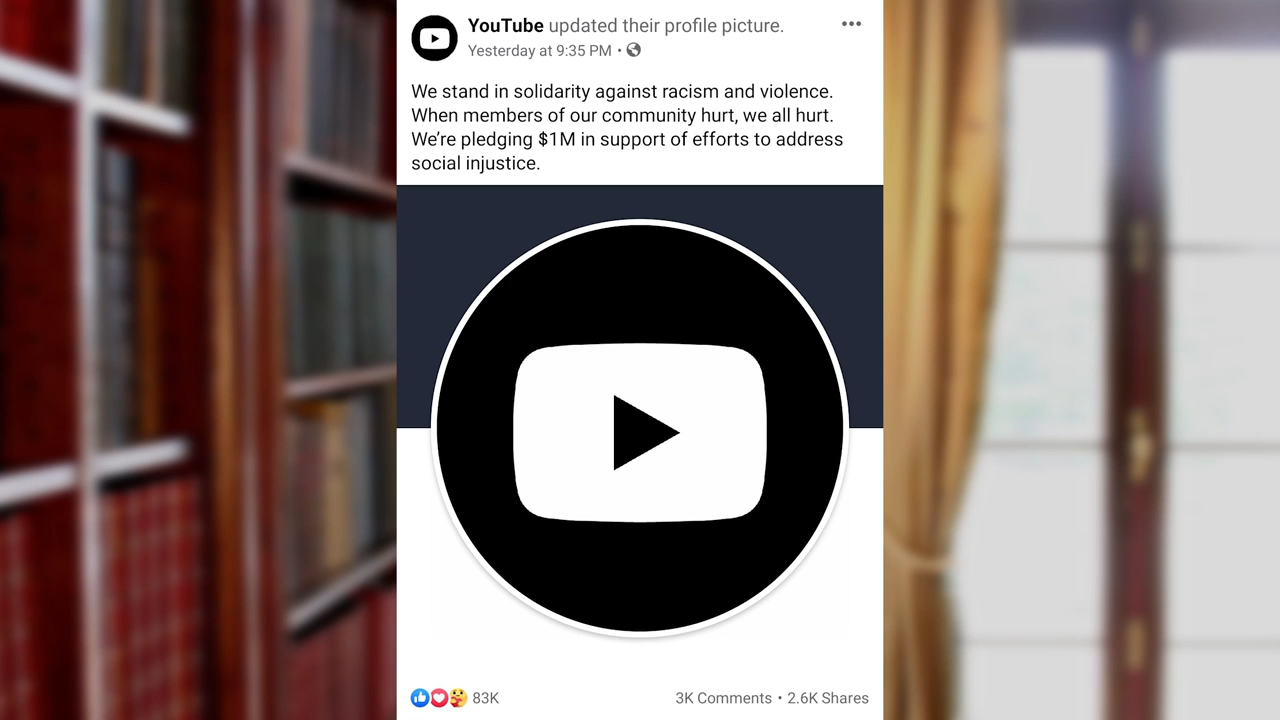 YouTube updated their profile picture.
Yesterday at 9:35 PM •
We stand in solidarity against racism and violence.
When members of our community hurt, we all hurt.
We're pledging $1M in support of efforts to address
social injustice.
83K
3K Comments • 2.6K Shares